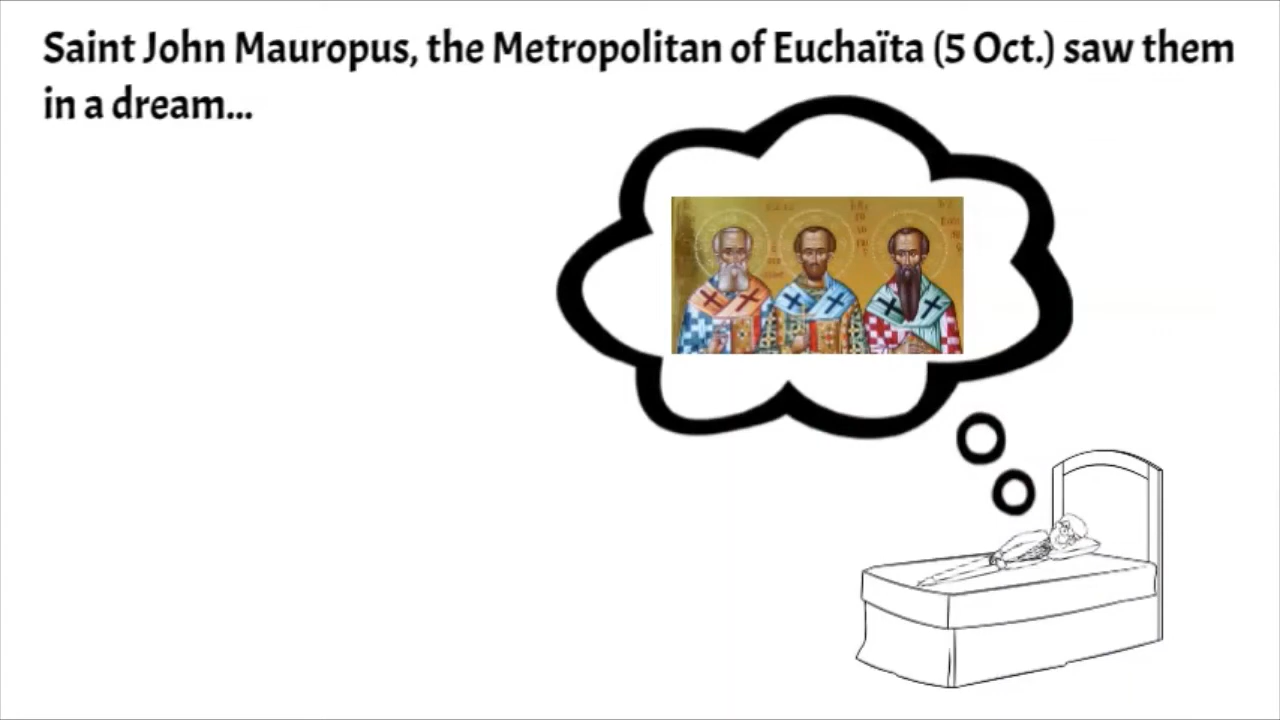 Saint John Mauropus, the Metropolitan of Euchaïta (5 Oct.) saw them
in a dream...